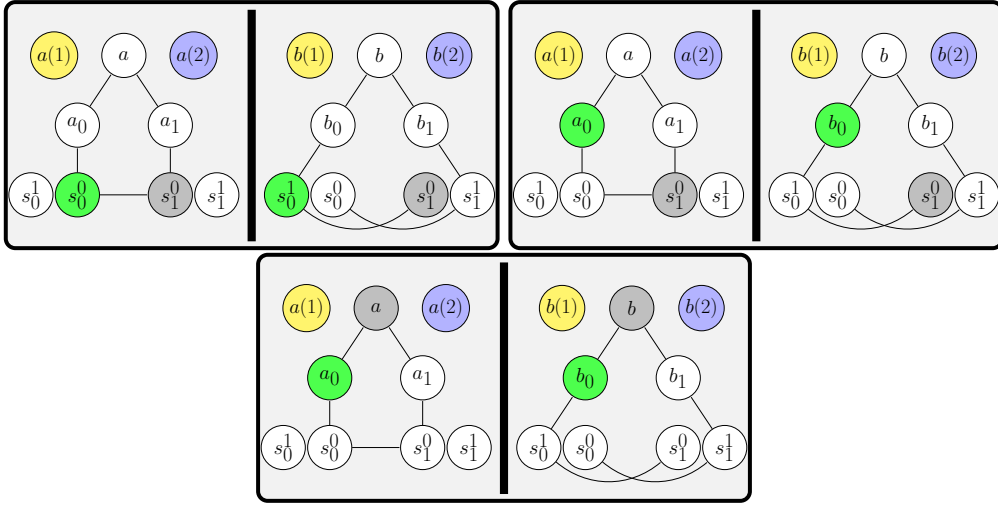 a(1) a a(2) b(1) b b(2) a(1) a a(2) b(1) b b(2)
a₀ a₁ b₀ b₁ a₀ a₁ b₀ b₁
s₀¹ s₀⁰ s₁⁰ s₁¹ s₀¹ s₀⁰ s₁⁰ s₁¹ s₀¹ s₀⁰ s₁⁰ s₁¹ s₀¹ s₀⁰ s₁⁰ s₁¹
a(1) a a(2) b(1) b b(2)
a₀ a₁ b₀ b₁
s₀¹ s₀⁰ s₁⁰ s₁¹ s₀¹ s₀⁰ s₁⁰ s₁¹